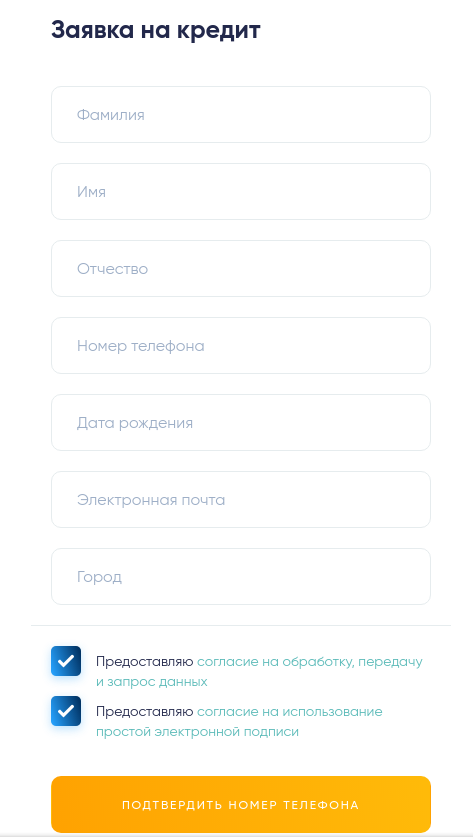 Заявка на кредит
Фамилия
Имя
Отчество
Номер телефона
Дата рождения
Электронная почта
Город
Предоставляю согласие на обработку, передачу
и запрос данных
Предоставляю согласие на использование
простой электронной подписи
ПОДТВЕРДИТЬ НОМЕР ТЕЛЕФОНА